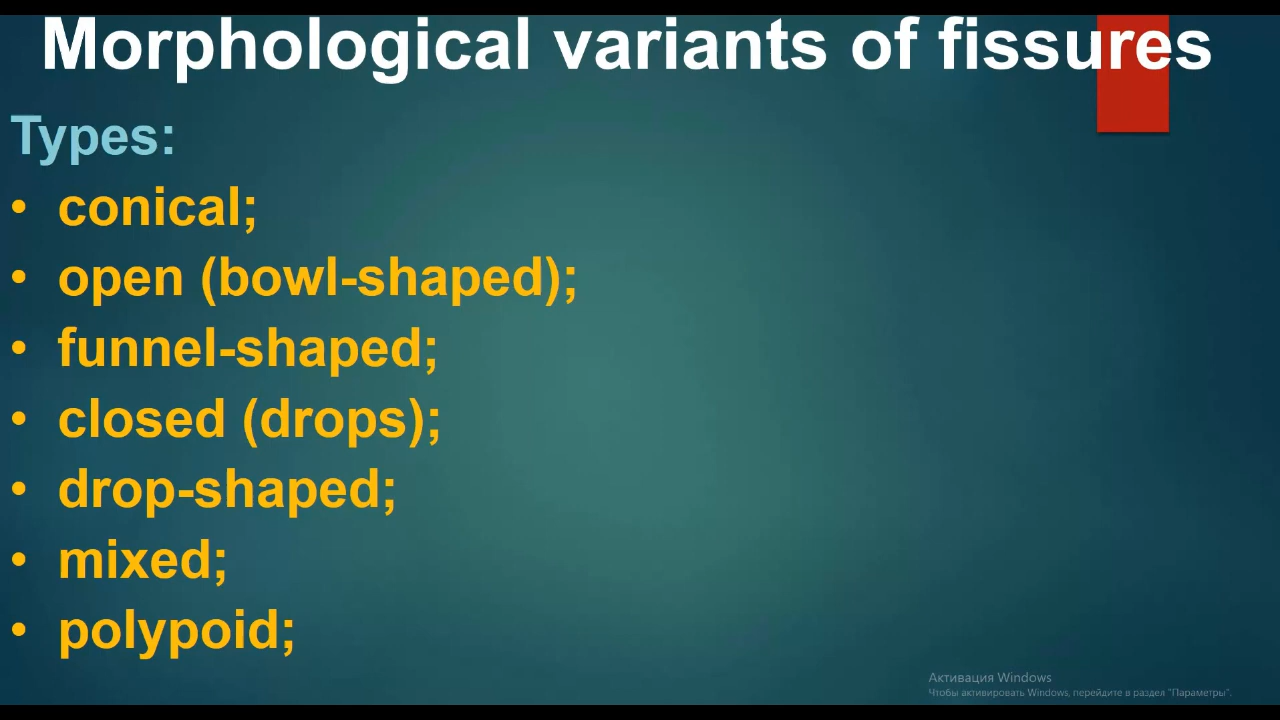 Morphological variants of fissures
Types:
• conical;
• open (bowl-shaped);
• funnel-shaped;
• closed (drops);
• drop-shaped;
• mixed;
• polypoid;
Активация Windows
Чтобы активировать Windows, перейдите в раздел "Параметры".